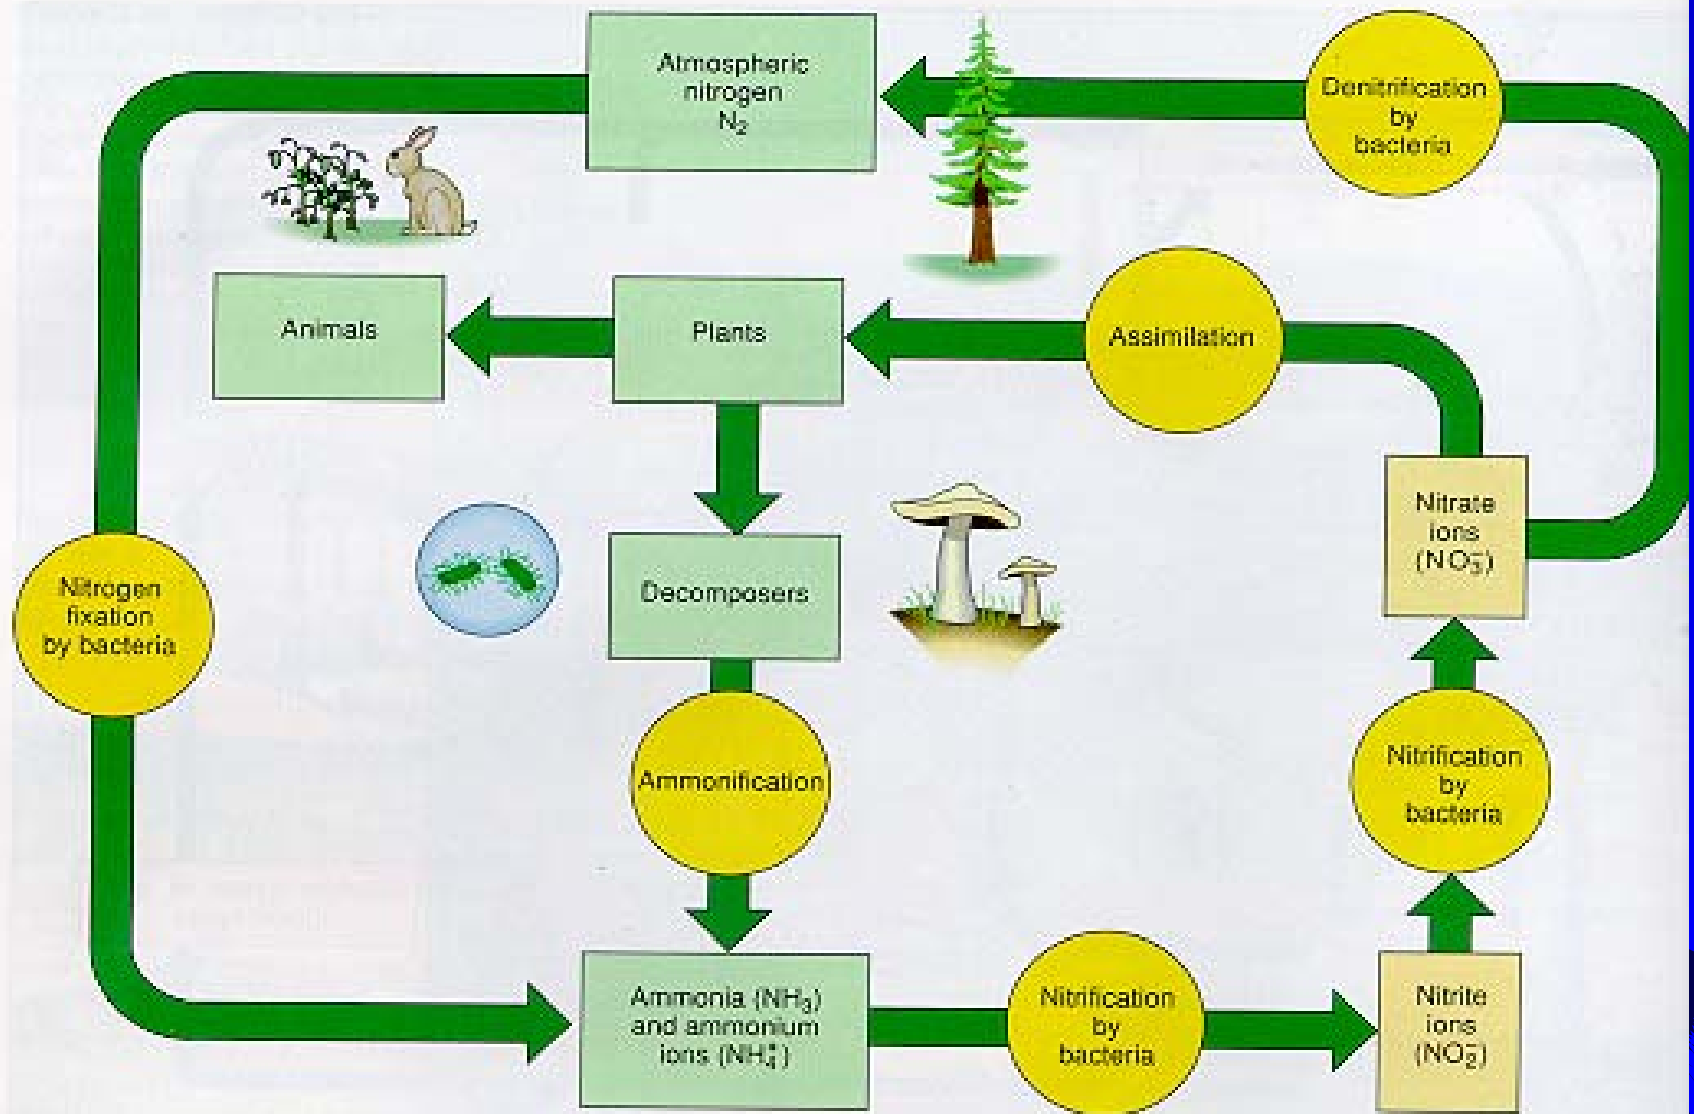 Atmospheric
nitrogen
N₂
Denitrification
by
bacteria
Animals
Plants
Assimilation
Nitrate
ions
(NO₃⁻)
Nitrogen
fixation
by bacteria
Decomposers
Ammonification
Nitrification
by
bacteria
Ammonia (NH₃)
and ammonium
ions (NH₄⁺)
Nitrification
by
bacteria
Nitrite
ions
(NO₂⁻)